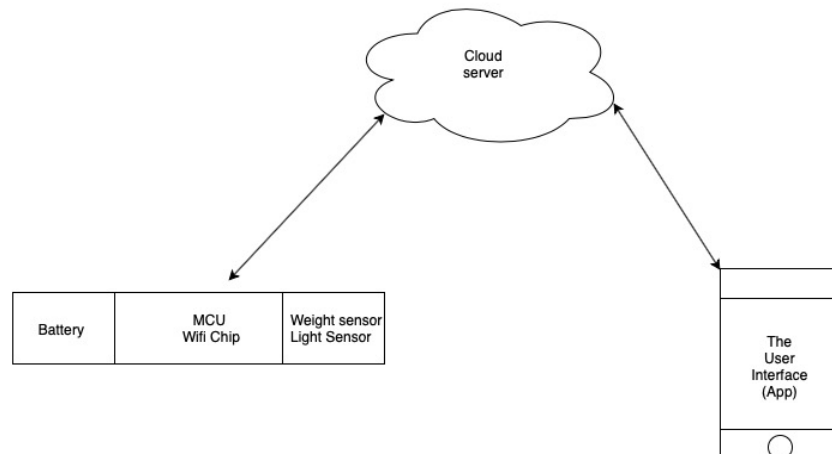 Cloud
server
Battery
MCU
Wifi Chip
Weight sensor
Light Sensor
The
User
Interface
(App)